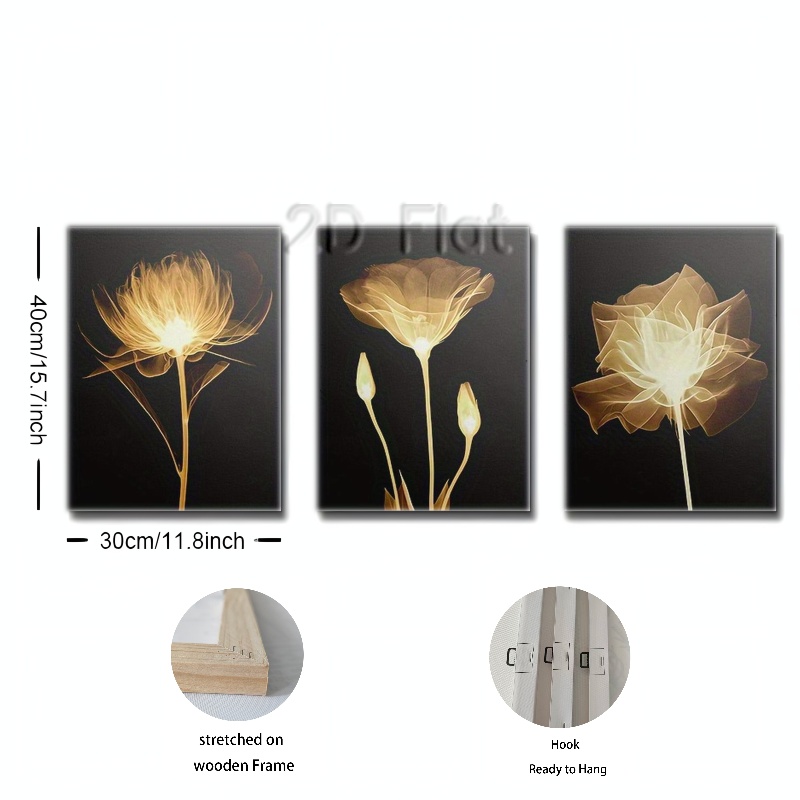 2D Flat
40cm/15.7inch
30cm/11.8inch
stretched on
wooden Frame
Hook
Ready to Hang